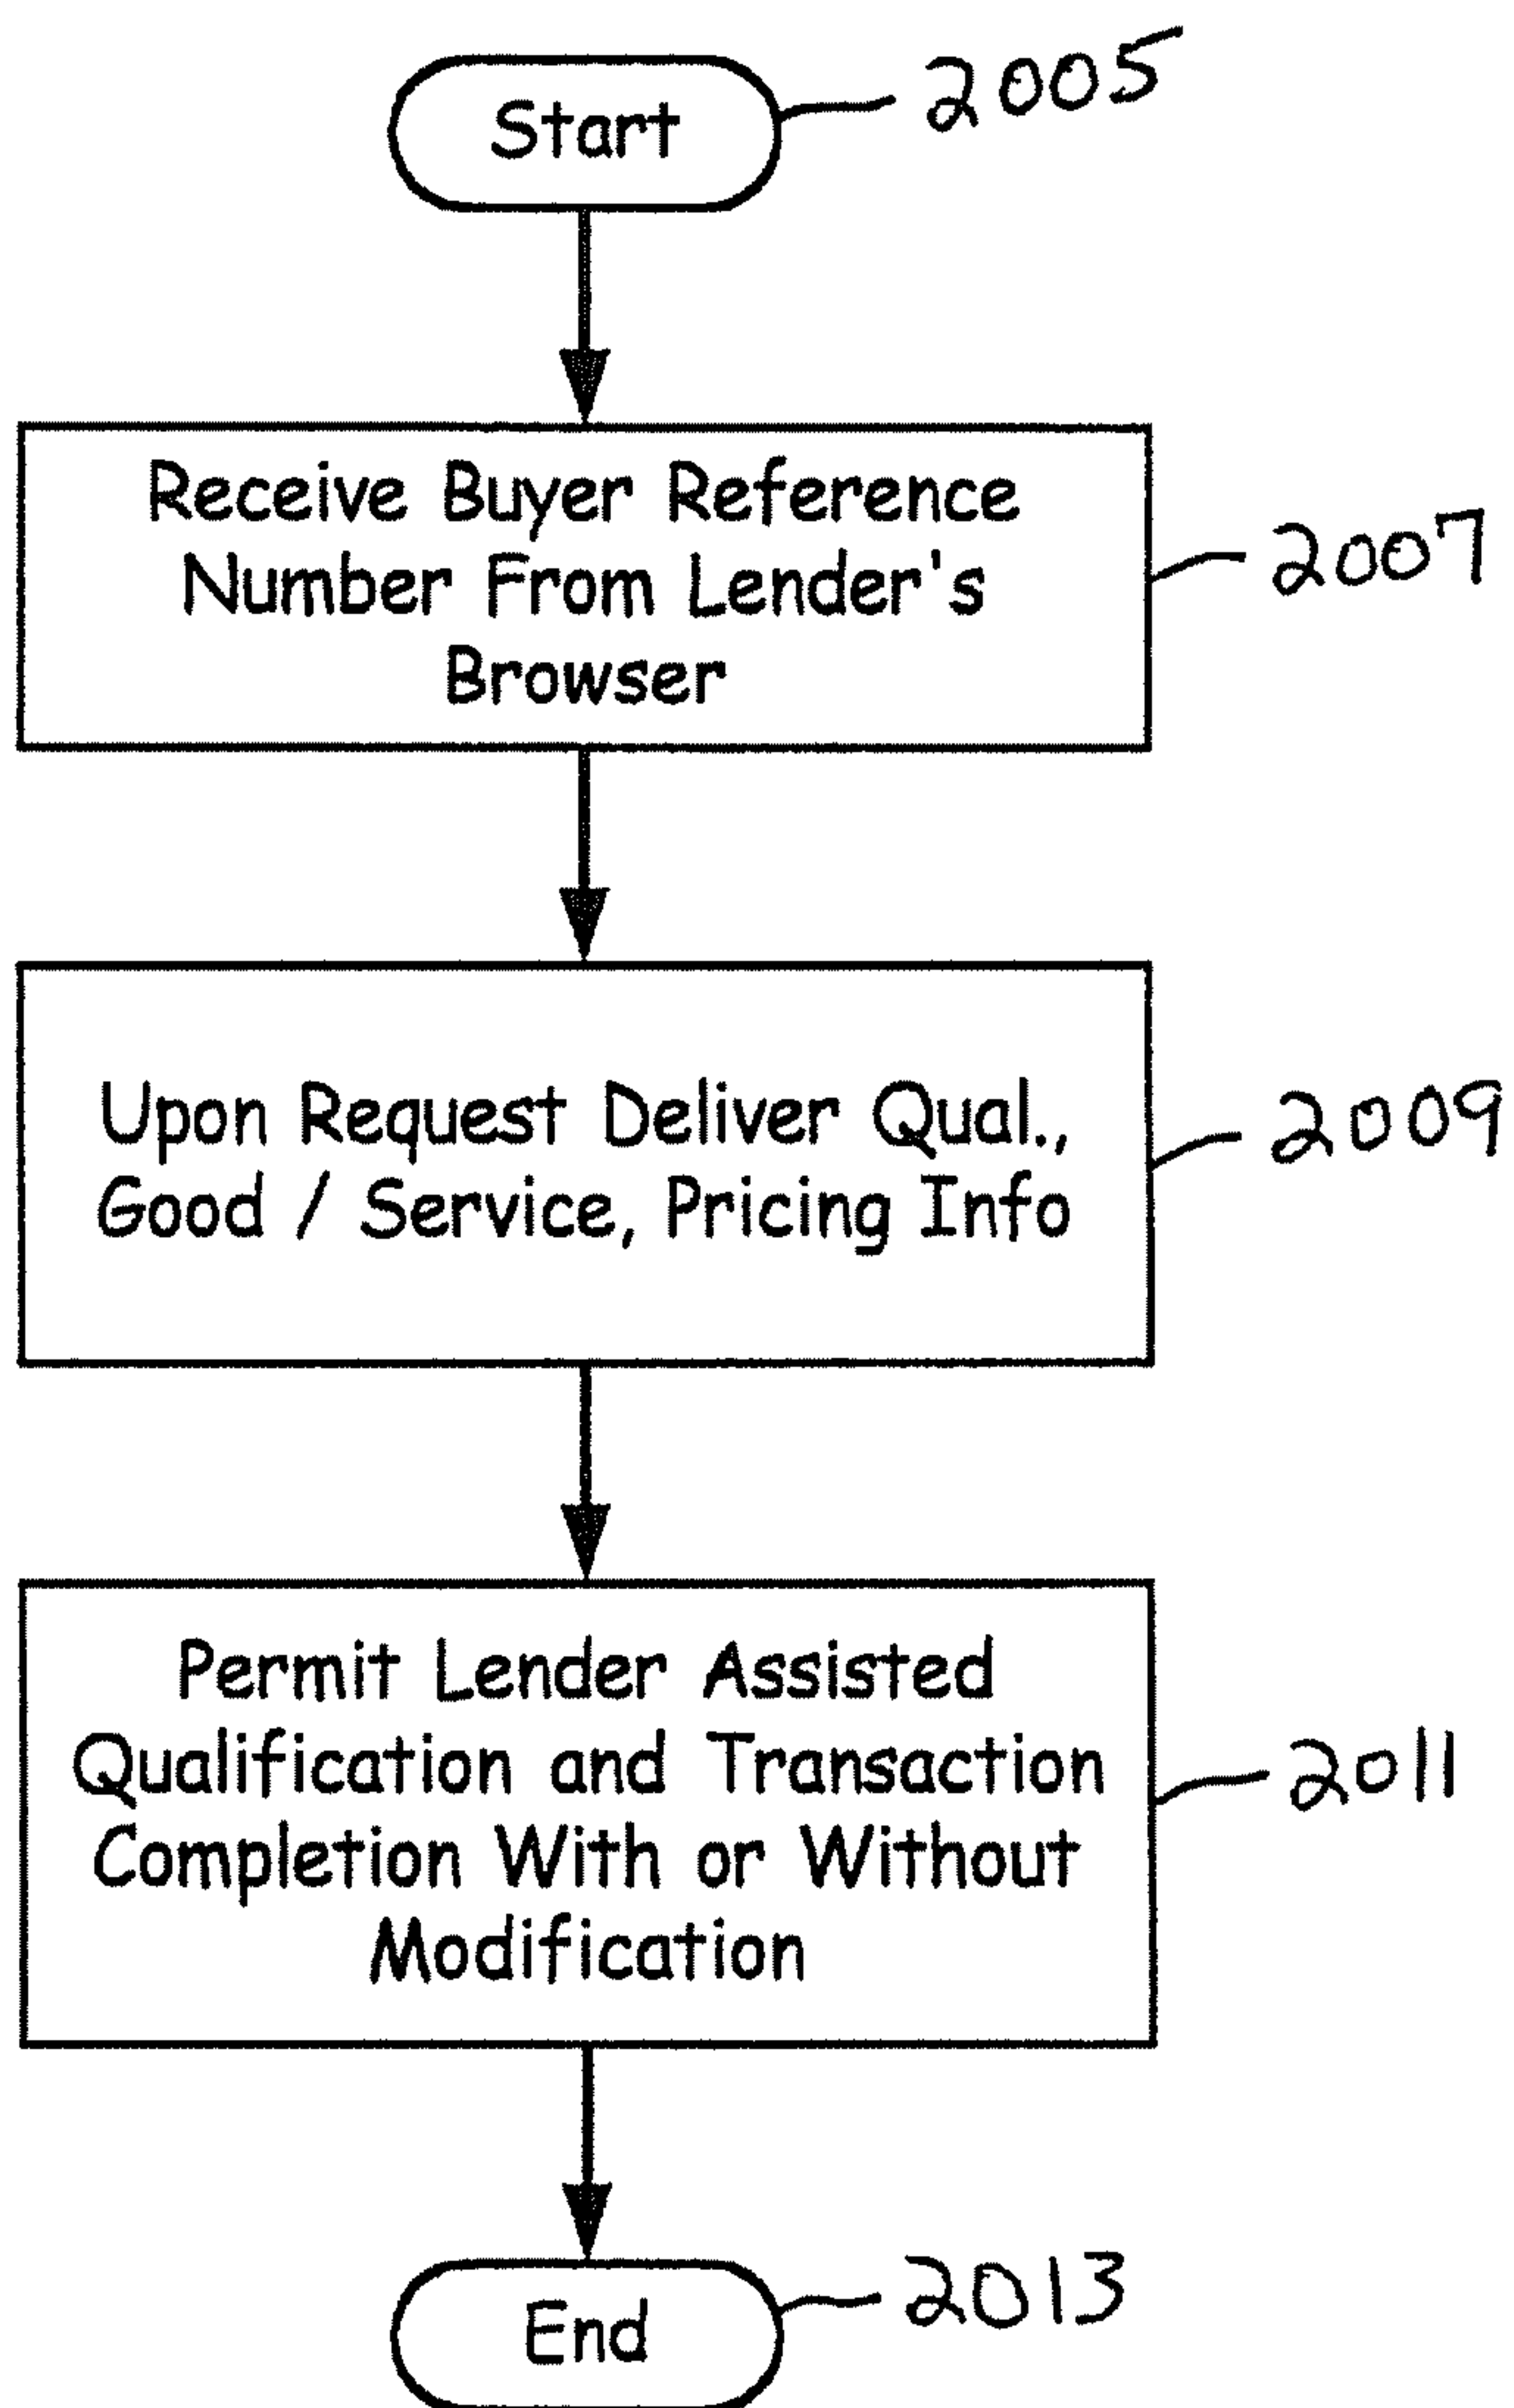 Start
2005
Receive Buyer Reference
Number From Lender's
Browser
2007
Upon Request Deliver Qual.,
Good / Service, Pricing Info
2009
Permit Lender Assisted
Qualification and Transaction
Completion With or Without
Modification
2011
End
2013